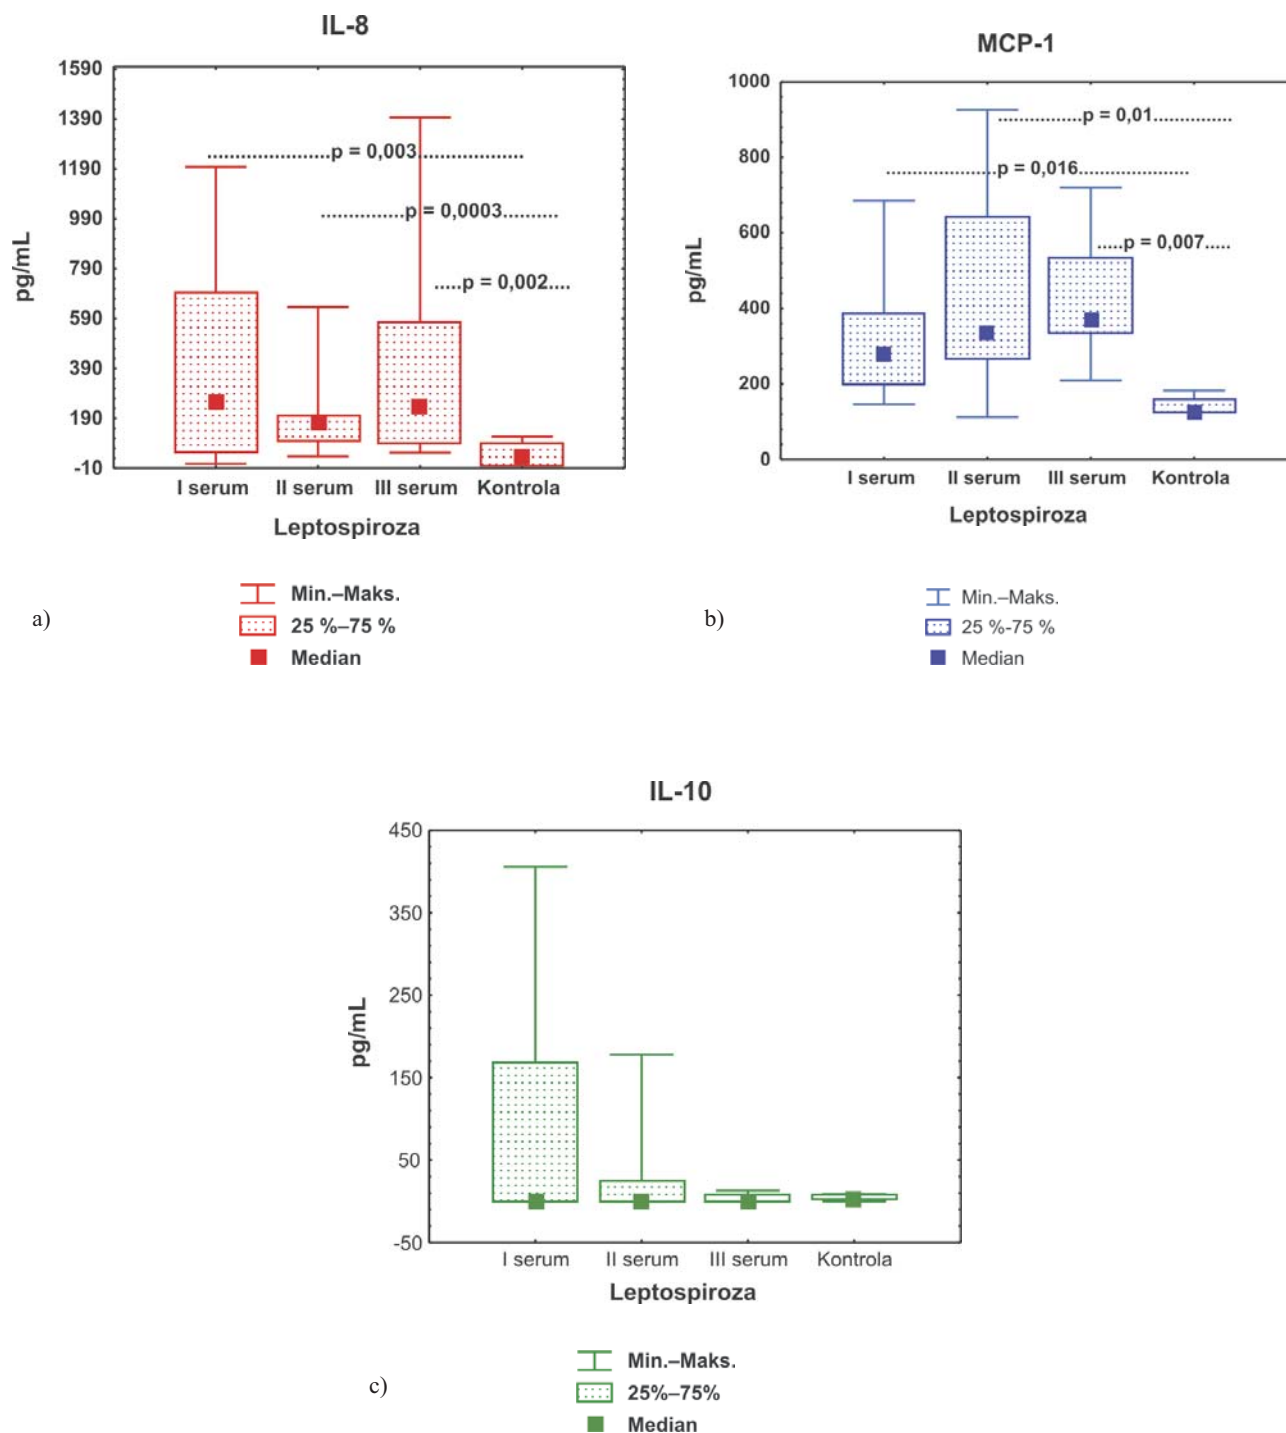 IL-8
1590
1390
1190
990
790
590
390
190
-10
pg/mL
p = 0,003
p = 0,0003
p = 0,002
I serum II serum III serum Kontrola
Leptospiroza
Min.–Maks.
25 %–75 %
Median
a)
MCP-1
1000
800
600
400
200
0
pg/mL
p = 0,01
p = 0,016
p = 0,007
I serum II serum III serum Kontrola
Leptospiroza
Min.–Maks.
25 %-75 %
Median
b)
IL-10
450
350
250
150
50
-50
pg/mL
I serum II serum III serum Kontrola
Leptospiroza
Min.–Maks.
25%–75%
Median
c)